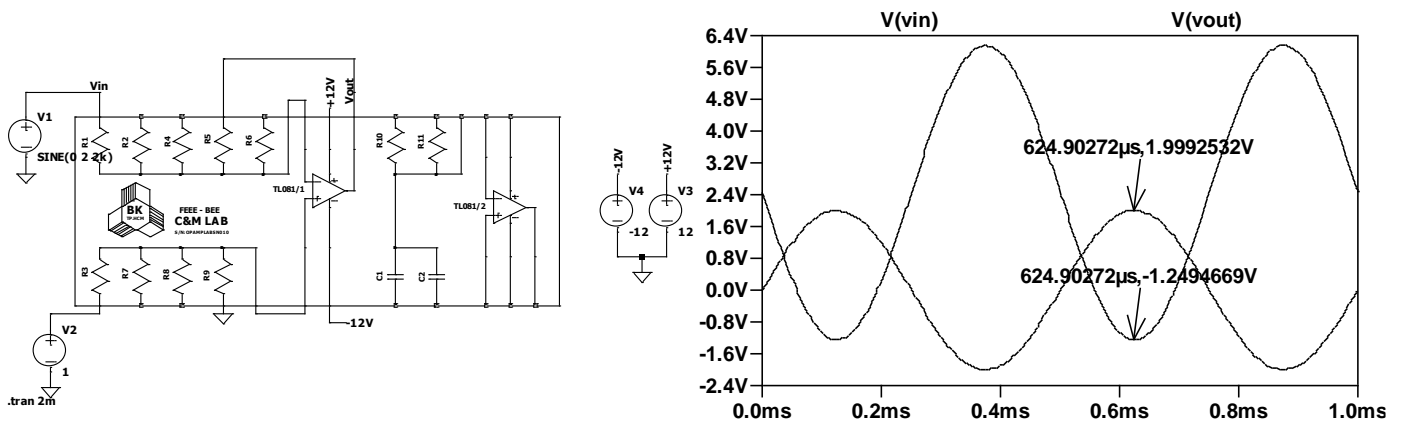 Vin
V1
SINE(0 2 2k)
R1
R2
R4
R5
R6
+12V
Vout
R10
R11
TL081/1
TL081/2
BK
TP.HCM
FEEE - BEE
C&M LAB
S/N:OPAMPLABSN010
R3
R7
R8
R9
C1
C2
-12V
V2
1
.tran 2m
-12V
+12V
V4
V3
-12
12
V(vin)
V(vout)
6.4V
5.6V
4.8V
4.0V
3.2V
2.4V
1.6V
0.8V
0.0V
-0.8V
-1.6V
-2.4V
624.90272µs,1.9992532V
624.90272µs,-1.2494669V
0.0ms
0.2ms
0.4ms
0.6ms
0.8ms
1.0ms